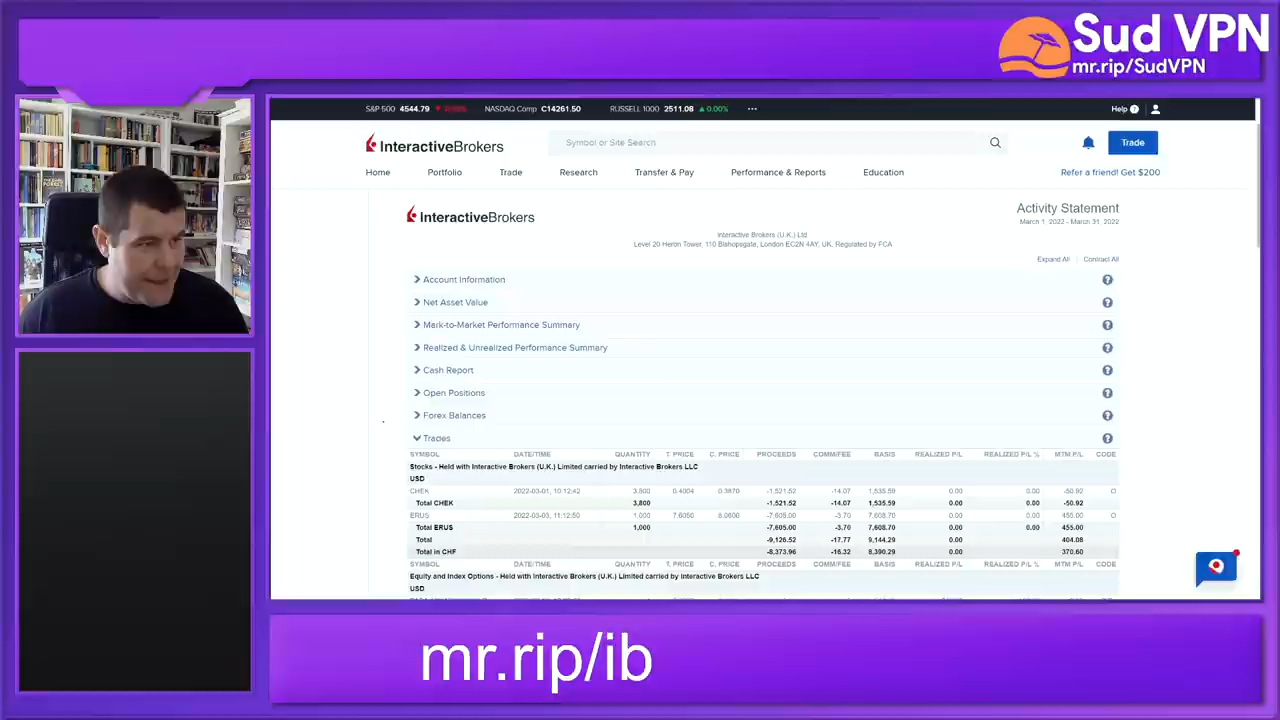 Sud VPN
mr.rip/SudVPN
S&P 500 4544.79 NASDAQ Comp C14261.50 RUSSELL 1000 2511.08 ▲ 0.00% ••• Help
InteractiveBrokers Symbol or Site Search Trade
Home Portfolio Trade Research Transfer & Pay Performance & Reports Education Refer a friend! Get $200
InteractiveBrokers Activity Statement
March 1, 2022 - March 31, 2022
Interactive Brokers (U.K.) Ltd
Level 20 Heron Tower, 110 Bishopsgate, London EC2N 4AY, UK. Regulated by FCA
Expand All | Contract All
Account Information
Net Asset Value
Mark-to-Market Performance Summary
Realized & Unrealized Performance Summary
Cash Report
Open Positions
Forex Balances
Trades
SYMBOL DATE/TIME QUANTITY T. PRICE C. PRICE PROCEEDS COMM/FEE BASIS REALIZED P/L REALIZED P/L % MTM P/L CODE
Stocks - Held with Interactive Brokers (U.K.) Limited carried by Interactive Brokers LLC
USD
CHEK 2022-03-01, 10:12:42 3,800 0.4004 0.3870 -1,521.52 -14.07 1,535.59 0.00 0.00 -50.92 O
Total CHEK 3,800 -1,521.52 -14.07 1,535.59 0.00 0.00 -50.92
ERUS 1,000 7.6050 8.0600 -7,605.00 -3.70 7,608.70 0.00 0.00 455.00 O
Total ERUS 1,000 -7,605.00 -3.70 7,608.70 0.00 0.00 455.00
Total -9,126.52 -17.77 9,144.29 0.00 404.08
Total in CHF -8,373.96 -16.32 8,390.29 0.00 370.60
SYMBOL DATE/TIME QUANTITY T. PRICE C. PRICE PROCEEDS COMM/FEE BASIS REALIZED P/L REALIZED P/L % MTM P/L CODE
Equity and Index Options - Held with Interactive Brokers (U.K.) Limited carried by Interactive Brokers LLC
USD
mr.rip/ib